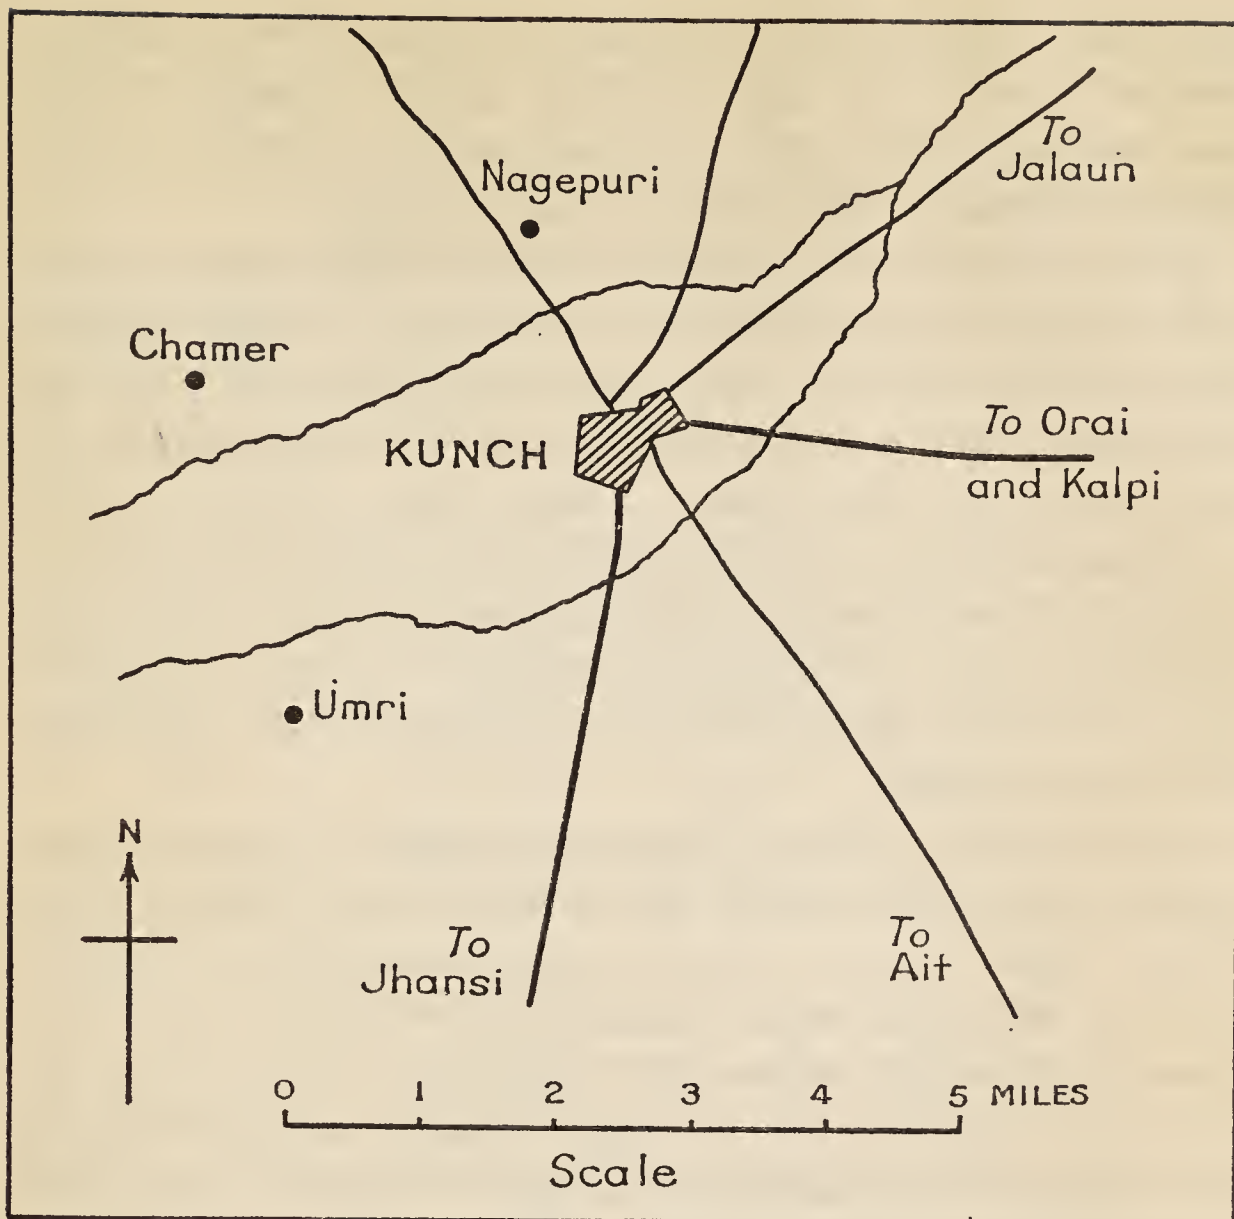 To
Jalaun
Nagepuri
Chamer
To Orai
and Kalpi
KUNCH
Umri
N
To
Jhansi
To
Ait
0 1 2 3 4 5 MILES
Scale